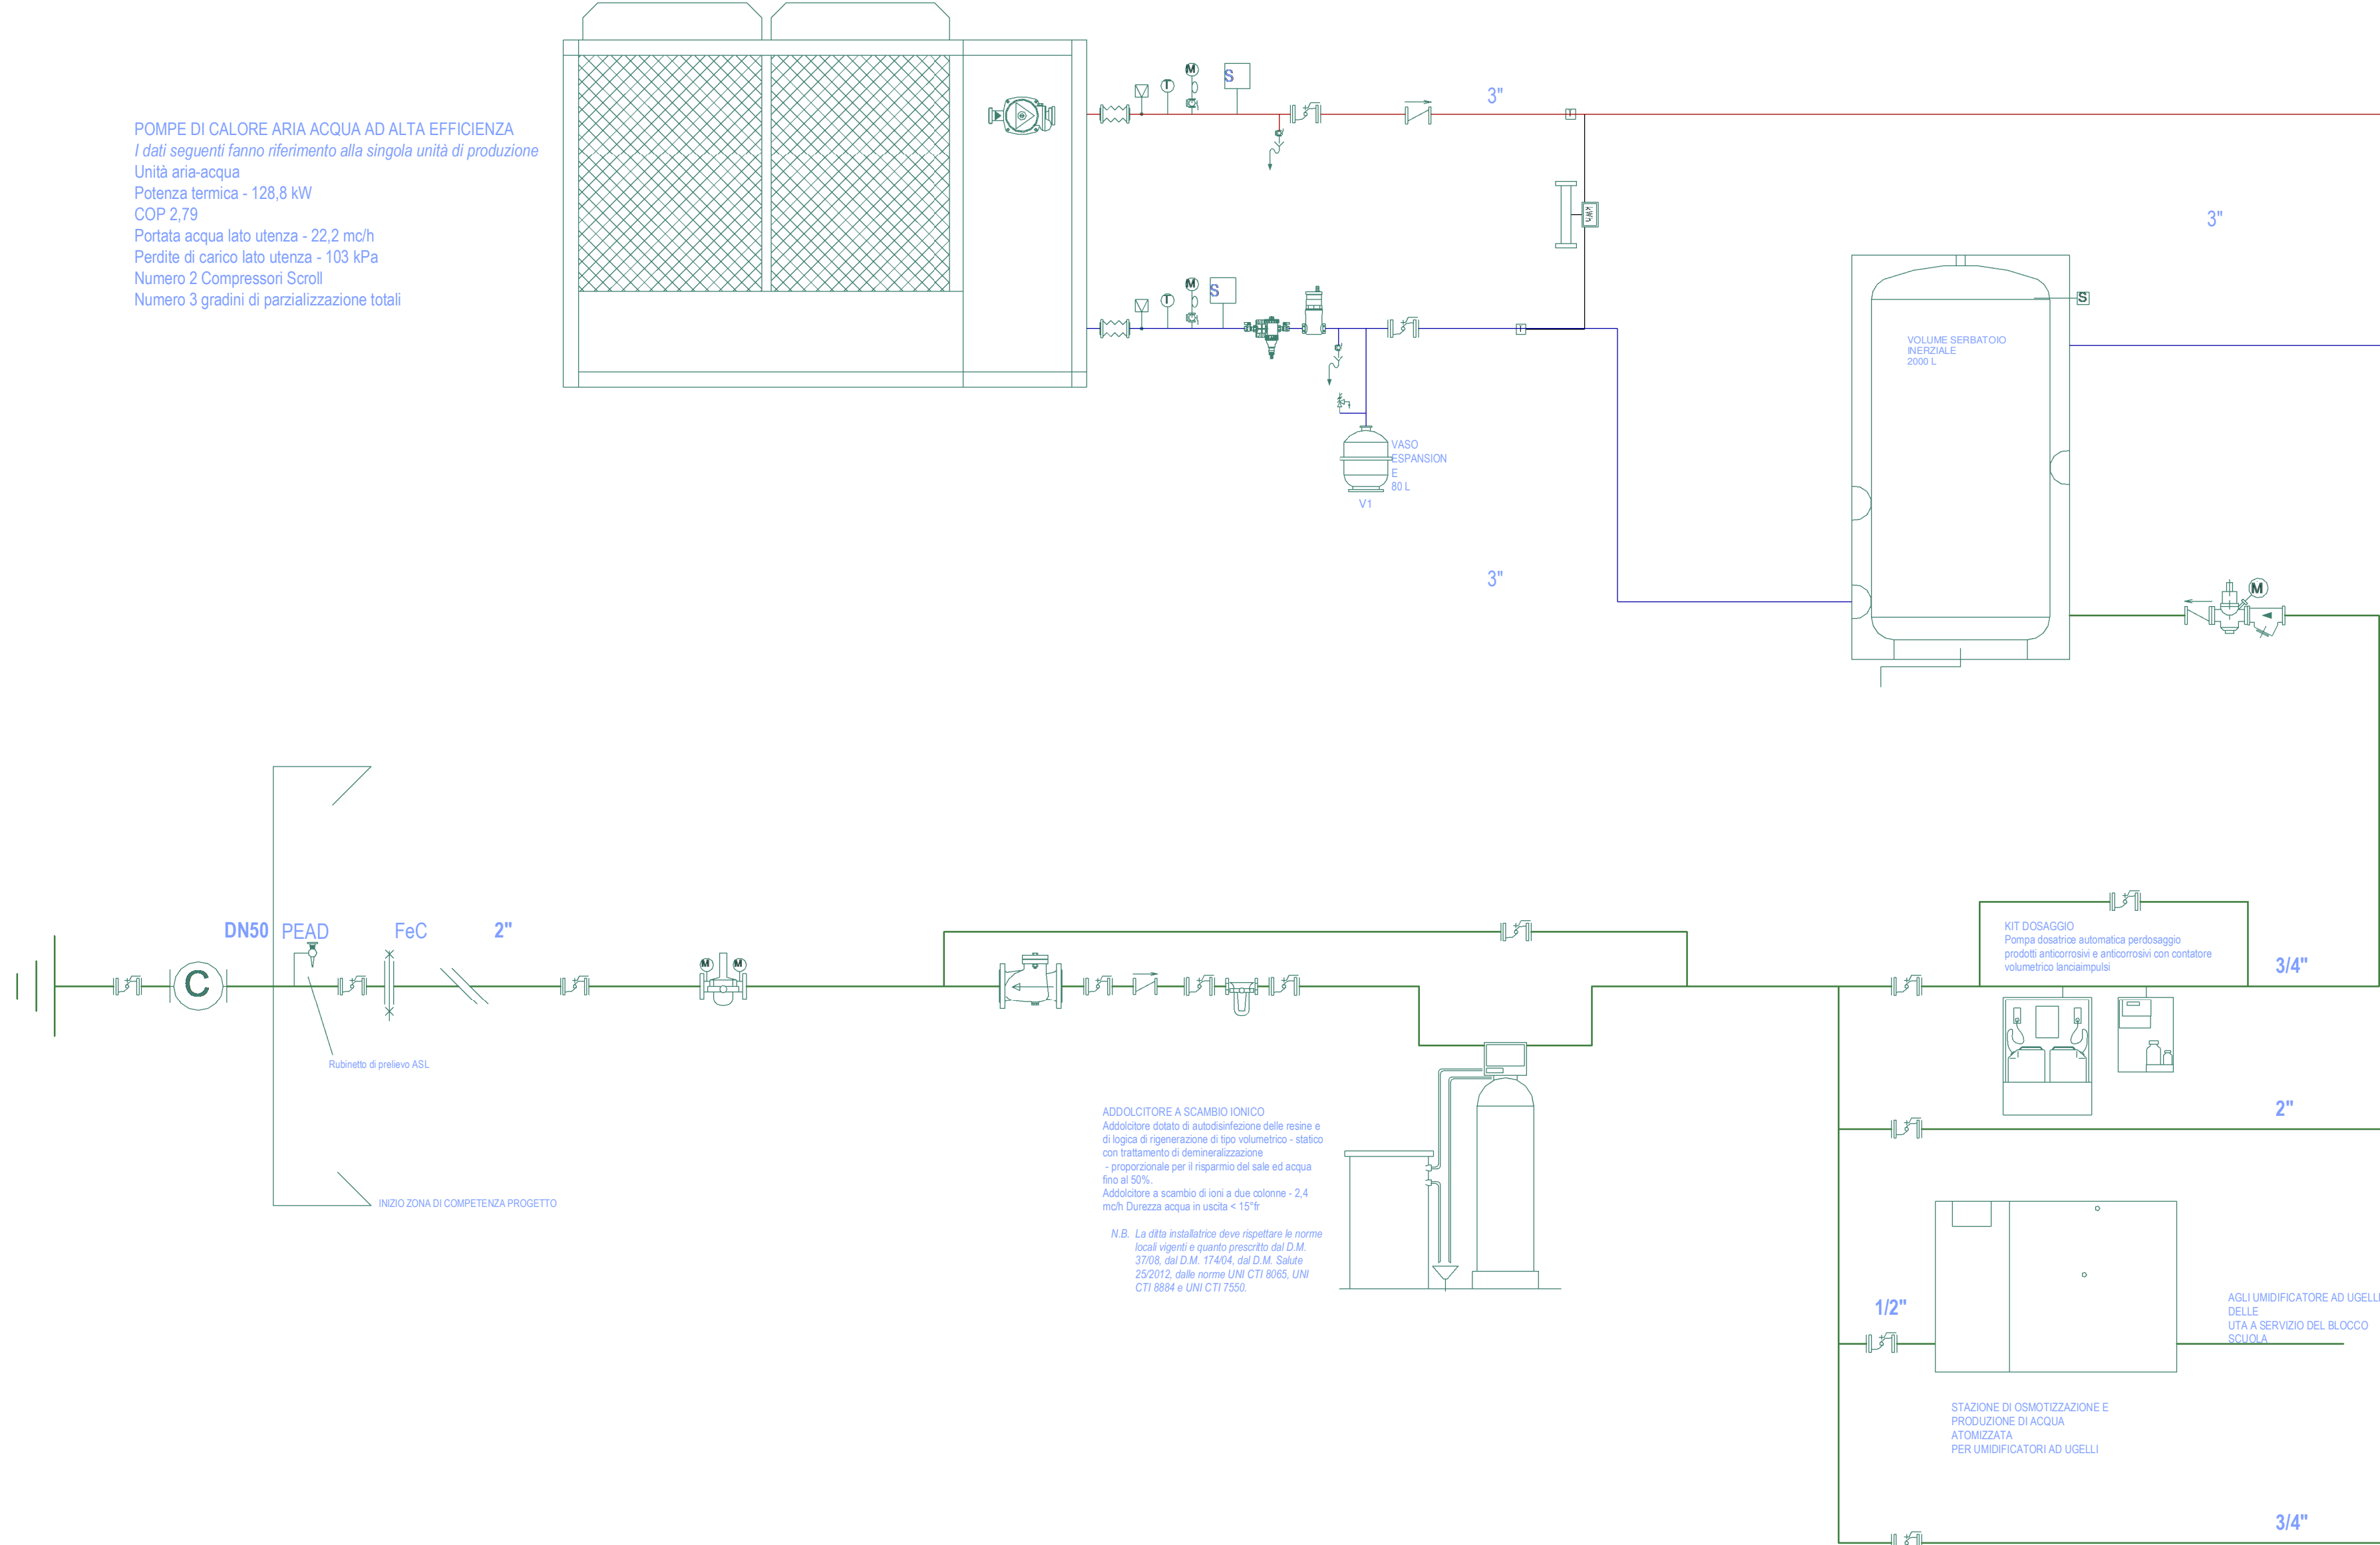 POMPE DI CALORE ARIA ACQUA AD ALTA EFFICIENZA
I dati seguenti fanno riferimento alla singola unità di produzione
Unità aria-acqua
Potenza termica - 128,8 kW
COP 2,79
Portata acqua lato utenza - 22,2 mc/h
Perdite di carico lato utenza - 103 kPa
Numero 2 Compressori Scroll
Numero 3 gradini di parzializzazione totali
T
M
S
3"
T
kW/h
3"
T
M
S
T
S
VOLUME SERBATOIO
INERZIALE
2000 L
VASO
ESPANSION
E
80 L
V1
3"
M
DN50
PEAD
FeC
2"
C
M
M
Rubinetto di prelievo ASL
INIZIO ZONA DI COMPETENZA PROGETTO
KIT DOSAGGIO
Pompa dosatrice automatica perdosaggio
prodotti anticorrosivi e anticorrosivi con contatore
volumetrico lanciaimpulsi
3/4"
2"
ADDOLCITORE A SCAMBIO IONICO
Addolcitore dotato di autodisinfezione delle resine e
di logica di rigenerazione di tipo volumetrico - statico
con trattamento di demineralizzazione
- proporzionale per il risparmio del sale ed acqua
fino al 50%.
Addolcitore a scambio di ioni a due colonne - 2,4
mc/h Durezza acqua in uscita < 15°fr
N.B. La ditta installatrice deve rispettare le norme
locali vigenti e quanto prescritto dal D.M.
37/08, dal D.M. 174/04, dal D.M. Salute
25/2012, dalle norme UNI CTI 8065, UNI
CTI 8884 e UNI CTI 7550.
1/2"
AGLI UMIDIFICATORE AD UGELLI
DELLE
UTA A SERVIZIO DEL BLOCCO
SCUOLA
STAZIONE DI OSMOTIZZAZIONE E
PRODUZIONE DI ACQUA
ATOMIZZATA
PER UMIDIFICATORI AD UGELLI
3/4"